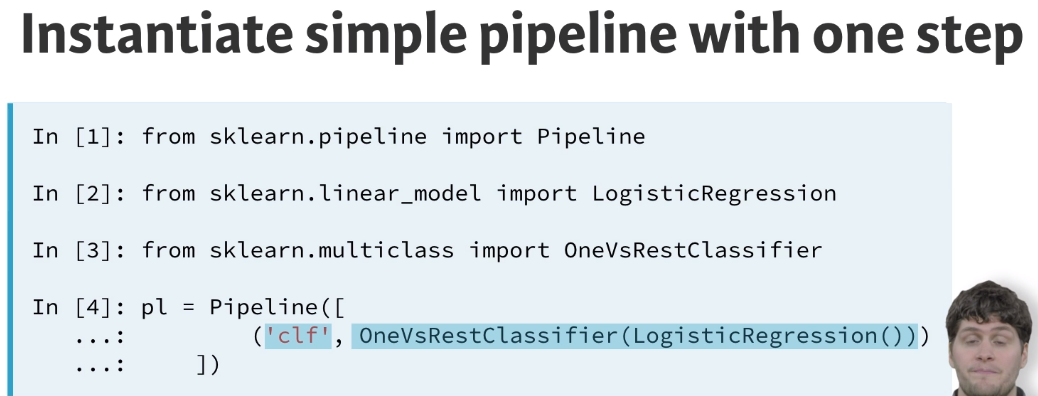 Instantiate simple pipeline with one step
In [1]: from sklearn.pipeline import Pipeline
In [2]: from sklearn.linear_model import LogisticRegression
In [3]: from sklearn.multiclass import OneVsRestClassifier
In [4]: pl = Pipeline([
...: ('clf', OneVsRestClassifier(LogisticRegression()))
...: ])